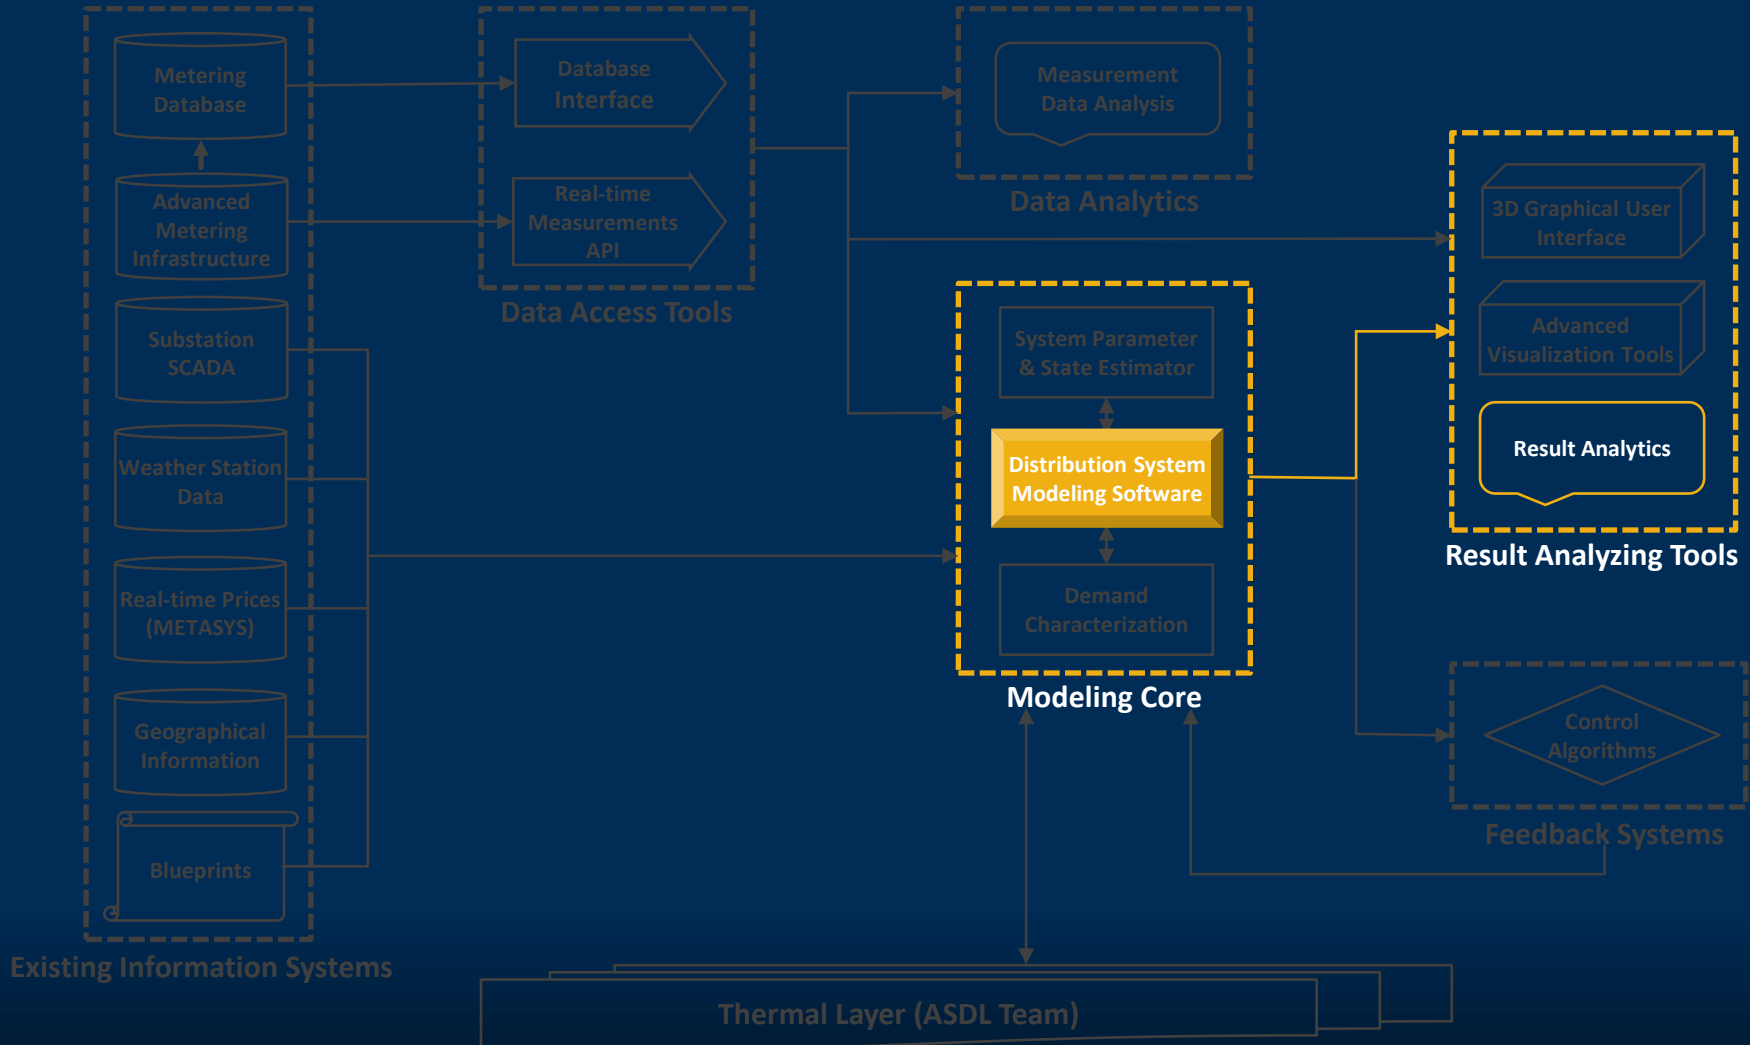 Metering
Database
Advanced
Metering
Infrastructure
Substation
SCADA
Weather Station
Data
Real-time Prices
(METASYS)
Geographical
Information
Blueprints
Existing Information Systems
Database
Interface
Real-time
Measurements
API
Data Access Tools
Measurement
Data Analysis
Data Analytics
System Parameter
& State Estimator
Distribution System
Modeling Software
Demand
Characterization
Modeling Core
3D Graphical User
Interface
Advanced
Visualization Tools
Result Analytics
Result Analyzing Tools
Control
Algorithms
Feedback Systems
Thermal Layer (ASDL Team)